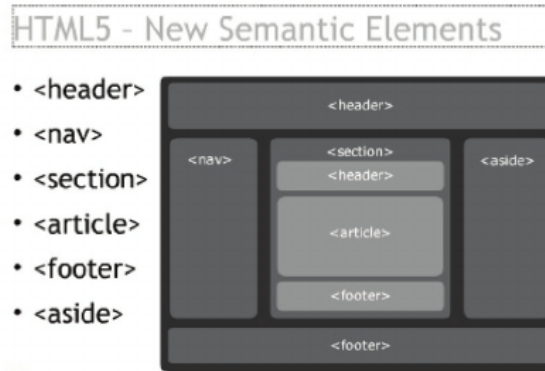 HTML5 – New Semantic Elements
• <header>
• <nav>
• <section>
• <article>
• <footer>
• <aside>
<header>
<nav>
<section>
<header>
<article>
<footer>
<aside>
<footer>